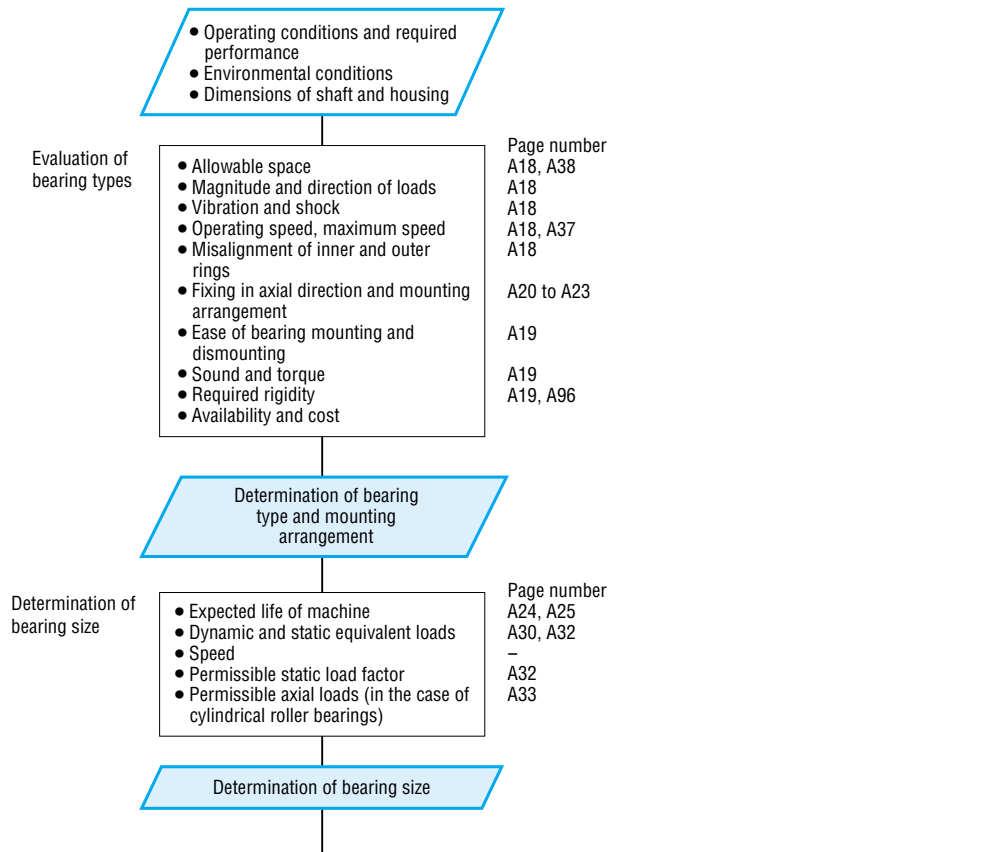 ● Operating conditions and required
performance
● Environmental conditions
● Dimensions of shaft and housing
Evaluation of
bearing types
Page number
● Allowable space A18, A38
● Magnitude and direction of loads A18
● Vibration and shock A18
● Operating speed, maximum speed A18, A37
● Misalignment of inner and outer A18
rings
● Fixing in axial direction and mounting A20 to A23
arrangement
● Ease of bearing mounting and A19
dismounting
● Sound and torque A19
● Required rigidity A19, A96
● Availability and cost
Determination of bearing
type and mounting
arrangement
Determination of
bearing size
Page number
● Expected life of machine A24, A25
● Dynamic and static equivalent loads A30, A32
● Speed –
● Permissible static load factor A32
● Permissible axial loads (in the case of A33
cylindrical roller bearings)
Determination of bearing size